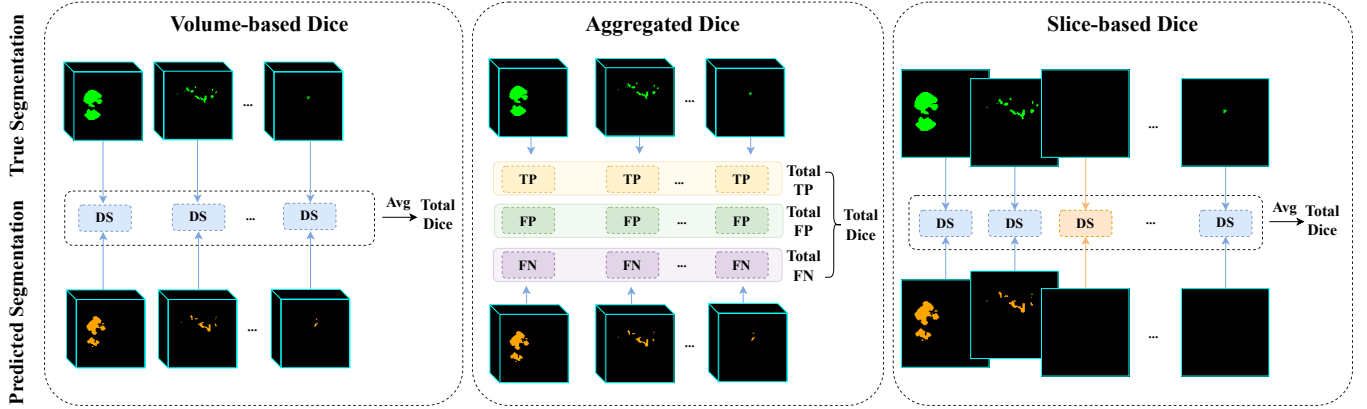 Volume-based Dice
Aggregated Dice
Slice-based Dice
True Segmentation
Predicted Segmentation
...
DS
DS
...
DS
Avg
Total
Dice
...
...
TP
TP
...
TP
Total
TP
FP
FP
...
FP
Total
FP
FN
FN
...
FN
Total
FN
Total
Dice
...
...
DS
DS
DS
...
DS
Avg
Total
Dice
...